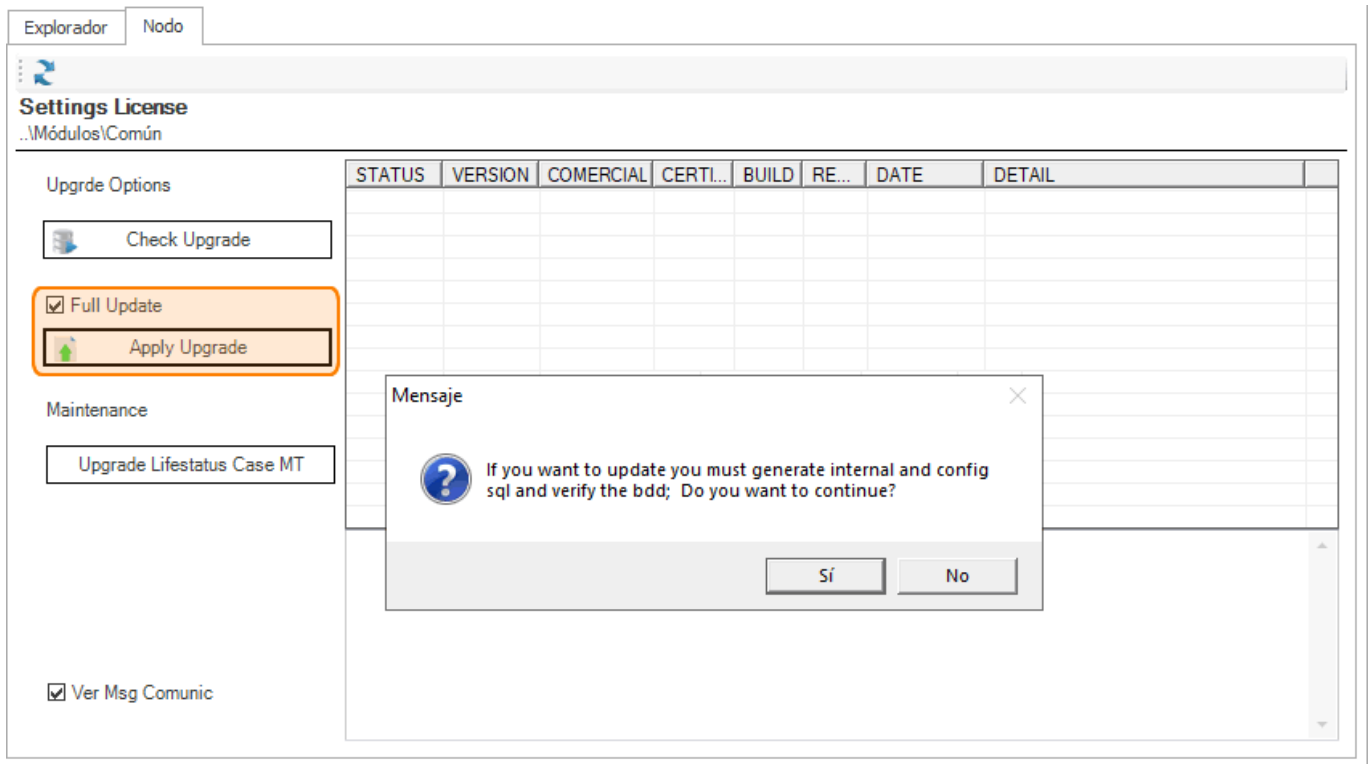 Explorador
Nodo
Settings License
..\Módulos\Común
Upgrde Options
Check Upgrade
Full Update
Apply Upgrade
Maintenance
Upgrade Lifestatus Case MT
Ver Msg Comunic
STATUS VERSION COMERCIAL CERTI... BUILD RE... DATE DETAIL
Mensaje
If you want to update you must generate internal and config
sql and verify the bdd; Do you want to continue?
Sí
No